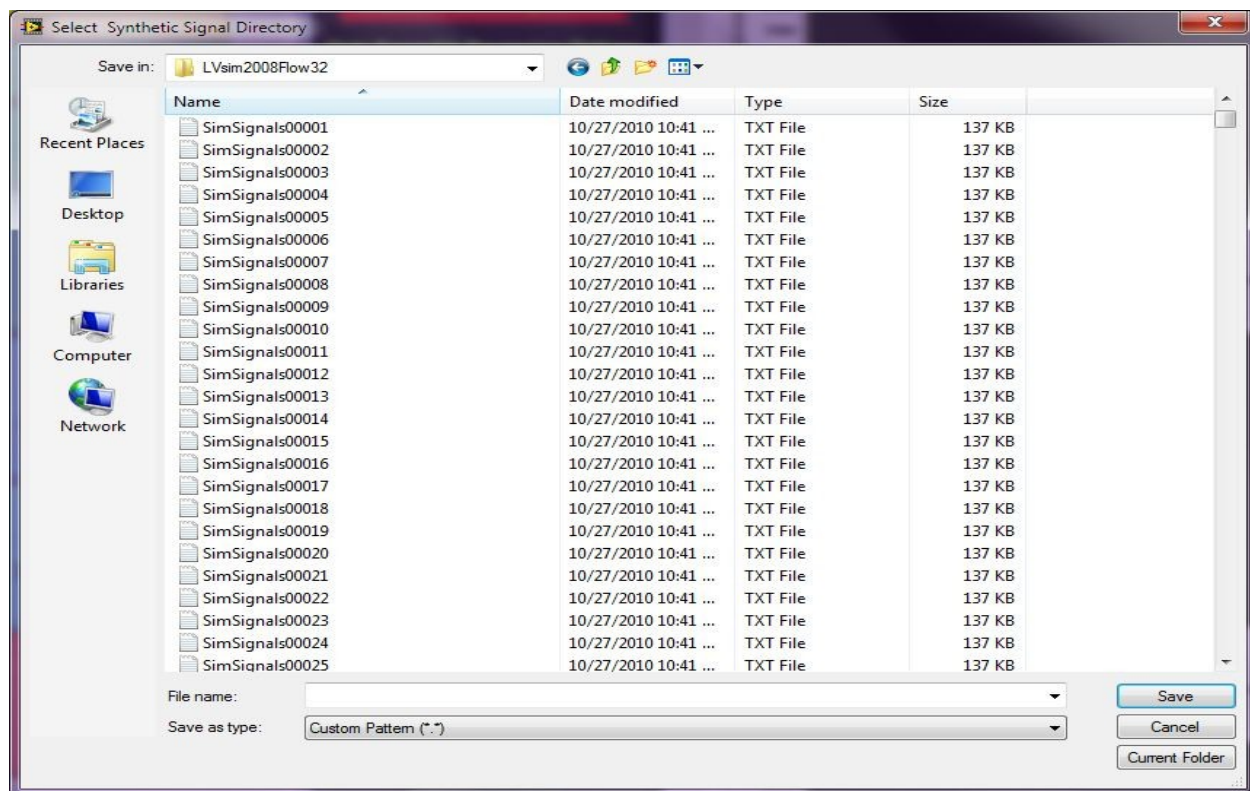 Select Synthetic Signal Directory
Save in: LVsim2008Flow32
Name Date modified Type Size
SimSignals00001 10/27/2010 10:41 ... TXT File 137 KB
SimSignals00002 10/27/2010 10:41 ... TXT File 137 KB
SimSignals00003 10/27/2010 10:41 ... TXT File 137 KB
SimSignals00004 10/27/2010 10:41 ... TXT File 137 KB
SimSignals00005 10/27/2010 10:41 ... TXT File 137 KB
SimSignals00006 10/27/2010 10:41 ... TXT File 137 KB
SimSignals00007 10/27/2010 10:41 ... TXT File 137 KB
SimSignals00008 10/27/2010 10:41 ... TXT File 137 KB
SimSignals00009 10/27/2010 10:41 ... TXT File 137 KB
SimSignals00010 10/27/2010 10:41 ... TXT File 137 KB
SimSignals00011 10/27/2010 10:41 ... TXT File 137 KB
SimSignals00012 10/27/2010 10:41 ... TXT File 137 KB
SimSignals00013 10/27/2010 10:41 ... TXT File 137 KB
SimSignals00014 10/27/2010 10:41 ... TXT File 137 KB
SimSignals00015 10/27/2010 10:41 ... TXT File 137 KB
SimSignals00016 10/27/2010 10:41 ... TXT File 137 KB
SimSignals00017 10/27/2010 10:41 ... TXT File 137 KB
SimSignals00018 10/27/2010 10:41 ... TXT File 137 KB
SimSignals00019 10/27/2010 10:41 ... TXT File 137 KB
SimSignals00020 10/27/2010 10:41 ... TXT File 137 KB
SimSignals00021 10/27/2010 10:41 ... TXT File 137 KB
SimSignals00022 10/27/2010 10:41 ... TXT File 137 KB
SimSignals00023 10/27/2010 10:41 ... TXT File 137 KB
SimSignals00024 10/27/2010 10:41 ... TXT File 137 KB
SimSignals00025 10/27/2010 10:41 ... TXT File 137 KB
Recent Places
Desktop
Libraries
Computer
Network
File name:
Save as type: Custom Pattern (*.*)
Save
Cancel
Current Folder